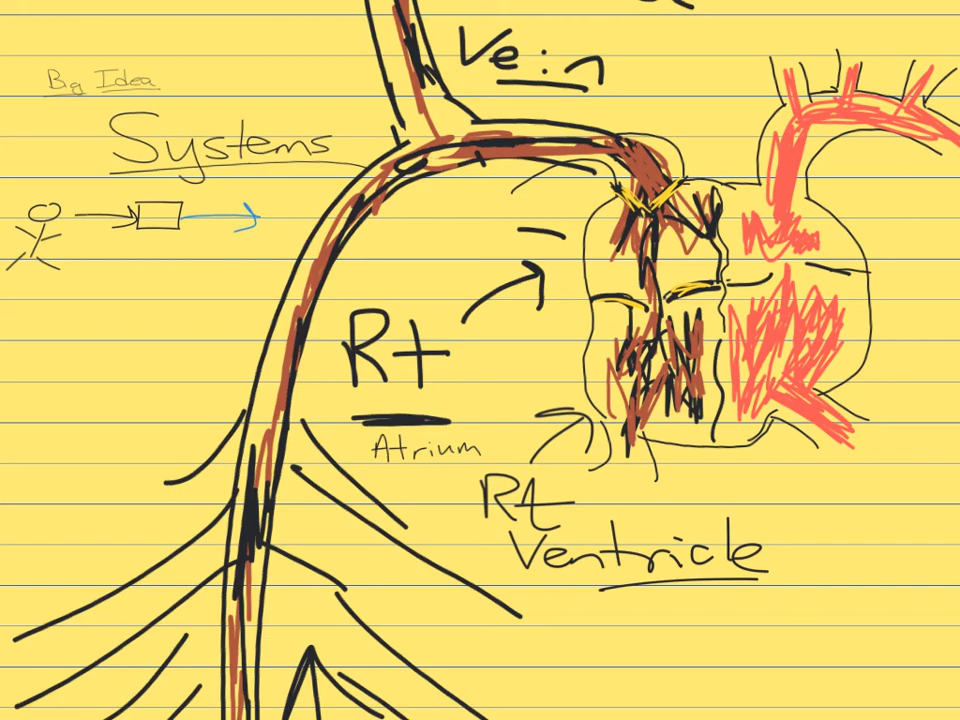 Vein
Big Idea
Systems
Rt
Atrium
Rt
Ventricle